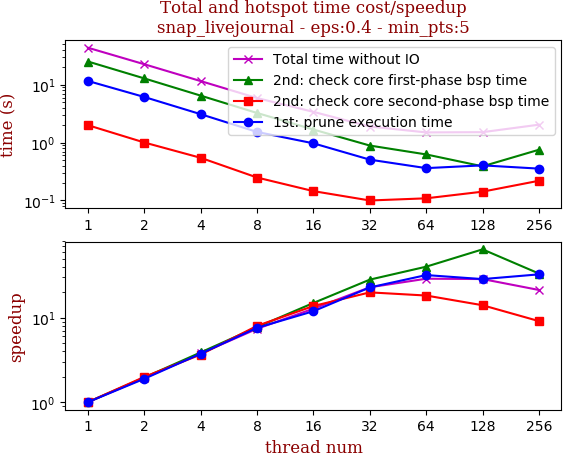 Total and hotspot time cost/speedup
snap_livejournal - eps:0.4 - min_pts:5
time (s)
10¹
10⁰
10⁻¹
Total time without IO
2nd: check core first-phase bsp time
2nd: check core second-phase bsp time
1st: prune execution time
1 2 4 8 16 32 64 128 256
speedup
10¹
10⁰
1 2 4 8 16 32 64 128 256
thread num